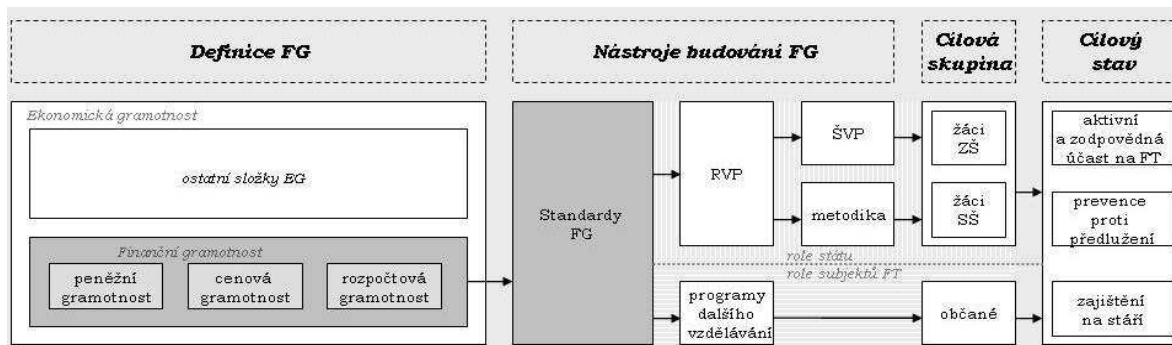 Definice FG
Nástroje budování FG
Cílová
skupina
Cílový
stav
Ekonomická gramotnost
ostatní složky EG
Finanční gramotnost
peněžní
gramotnost
cenová
gramotnost
rozpočtová
gramotnost
Standardy
FG
RVP
ŠVP
metodika
role státu
role subjektů FT
programy
dalšího
vzdělávání
žáci
ZŠ
žáci
SŠ
občané
aktivní
a zodpovědná
účast na FT
prevence
proti
předlužení
zajištění
na stáří